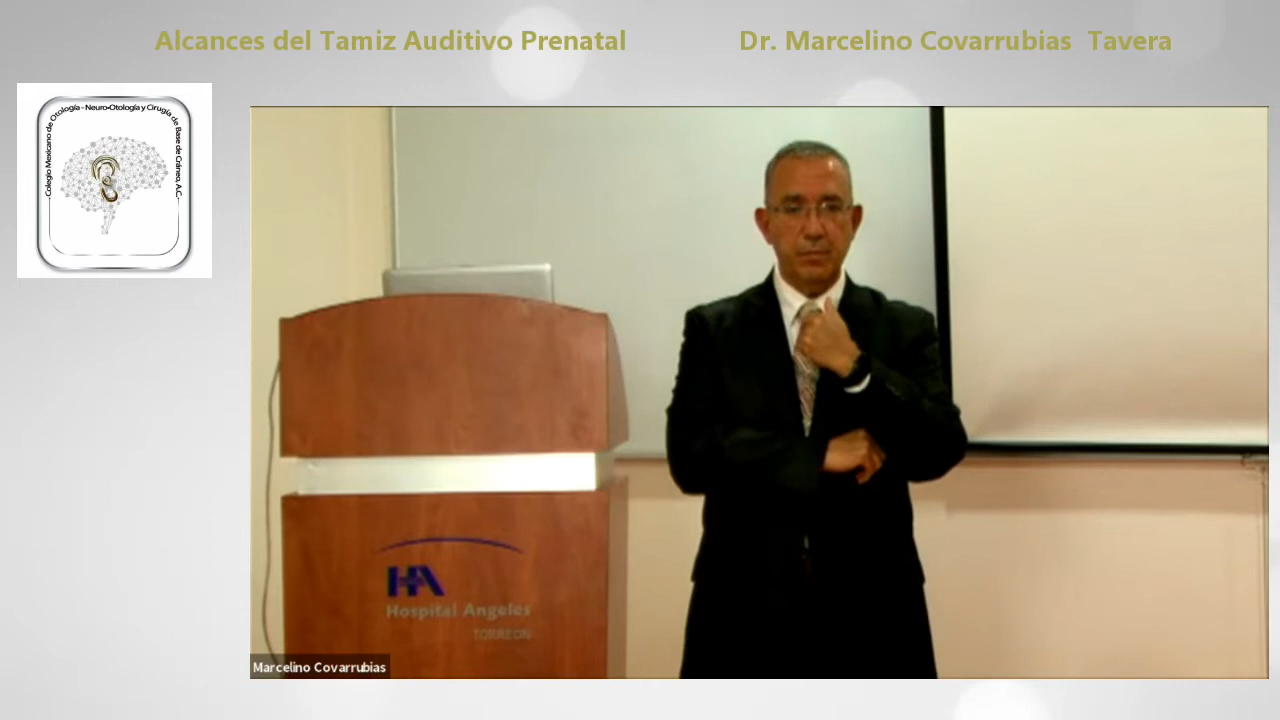 Alcances del Tamiz Auditivo Prenatal
Dr. Marcelino Covarrubias Tavera
Colegio Mexicano de Otología - Neuro-Otología y Cirugía de Base de Cráneo, A.C.
HA
Hospital Angeles
TORREON
Marcelino Covarrubias